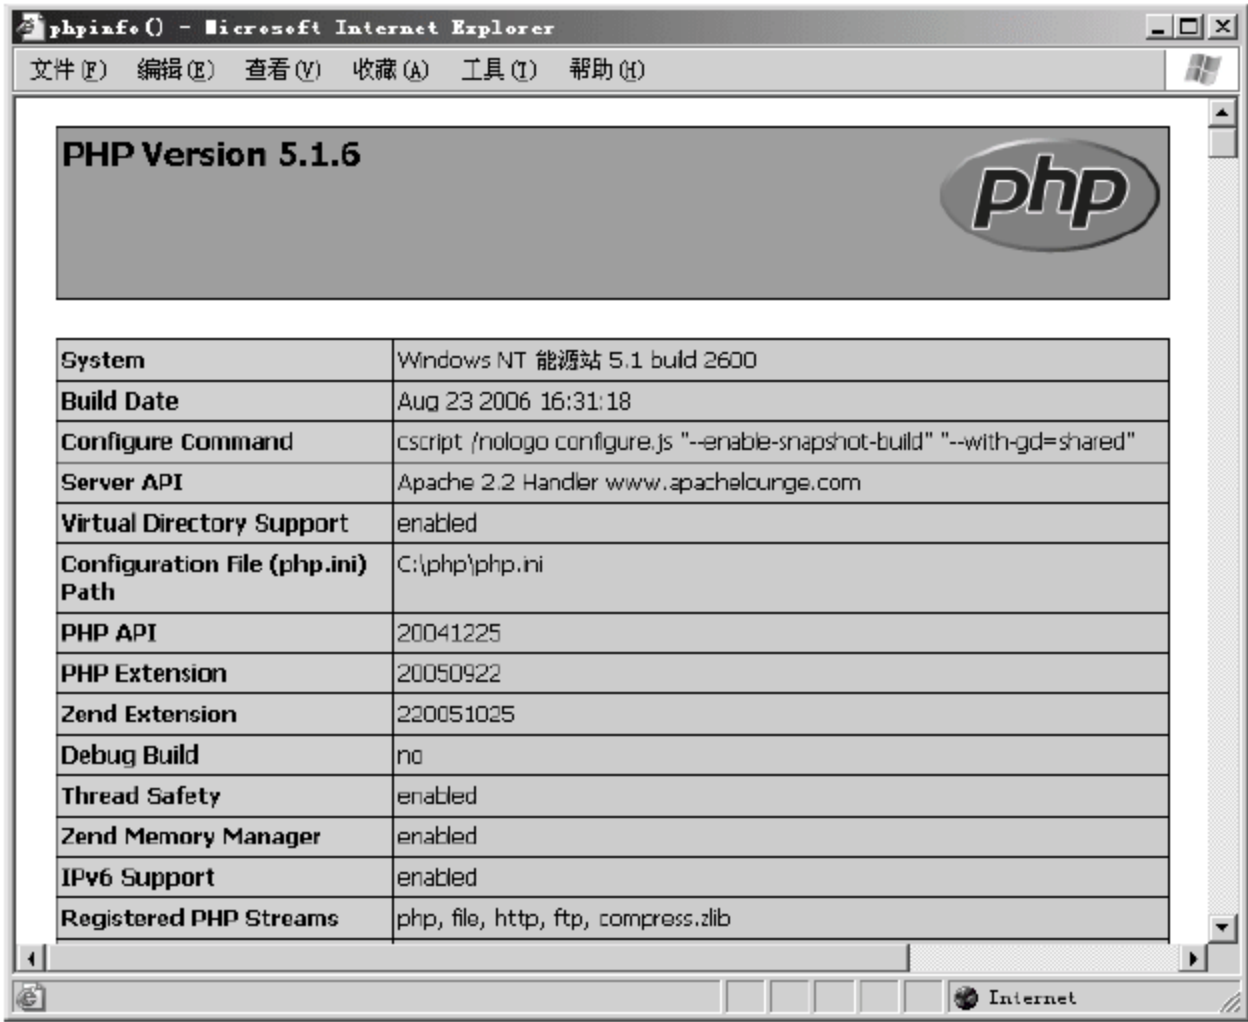 phpinfo() - Microsoft Internet Explorer
文件(F) 编辑(E) 查看(V) 收藏(A) 工具(T) 帮助(H)
PHP Version 5.1.6
php
System Windows NT 能源站 5.1 build 2600
Build Date Aug 23 2006 16:31:18
Configure Command cscript /nologo configure.js "--enable-snapshot-build" "--with-gd=shared"
Server API Apache 2.2 Handler www.apachelounge.com
Virtual Directory Support enabled
Configuration File (php.ini) C:\php\php.ini
Path
PHP API 20041225
PHP Extension 20050922
Zend Extension 220051025
Debug Build no
Thread Safety enabled
Zend Memory Manager enabled
IPv6 Support enabled
Registered PHP Streams php, file, http, ftp, compress.zlib
Internet